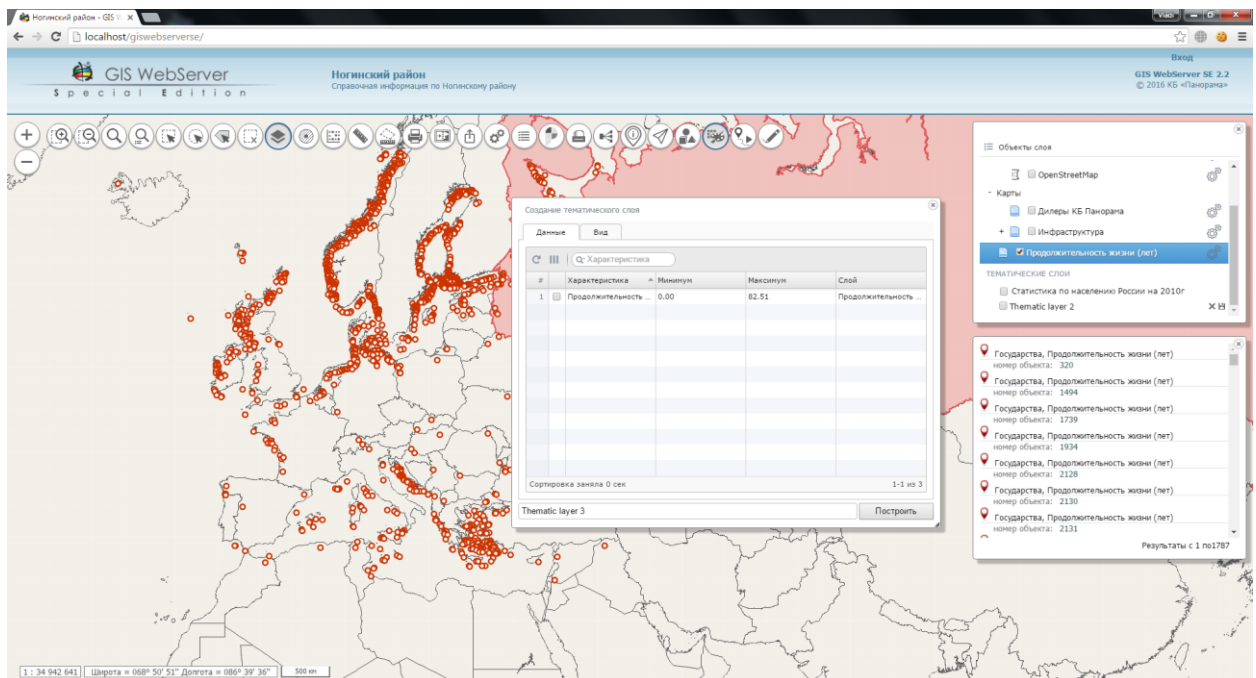 Ногинский район - GIS W
Vladi
localhost/giswebserverse/
Вход
GIS WebServer
Special Edition
Ногинский район
Справочная информация по Ногинскому району
GIS WebServer SE 2.2
© 2016 КБ «Панорама»
Объекты слоя
OpenStreetMap
- Карты
Дилеры КБ Панорама
+ Инфраструктура
Продолжительность жизни (лет)
ТЕМАТИЧЕСКИЕ СЛОИ
Статистика по населению России на 2010г
Thematic layer 2
Создание тематического слоя
Данные Вид
Характеристика
# Характеристика Минимум Максимум Слой
1 Продолжительность ... 0.00 82.51 Продолжительность ...
Сортировка заняла 0 сек 1-1 из 3
Thematic layer 3 Построить
Государства, Продолжительность жизни (лет)
номер объекта: 320
Государства, Продолжительность жизни (лет)
номер объекта: 1494
Государства, Продолжительность жизни (лет)
номер объекта: 1739
Государства, Продолжительность жизни (лет)
номер объекта: 1934
Государства, Продолжительность жизни (лет)
номер объекта: 2128
Государства, Продолжительность жизни (лет)
номер объекта: 2130
Государства, Продолжительность жизни (лет)
номер объекта: 2131
Результаты с 1 по1787
1 : 34 942 641 Широта = 068º 50' 51" Долгота = 086º 39' 36" 500 км